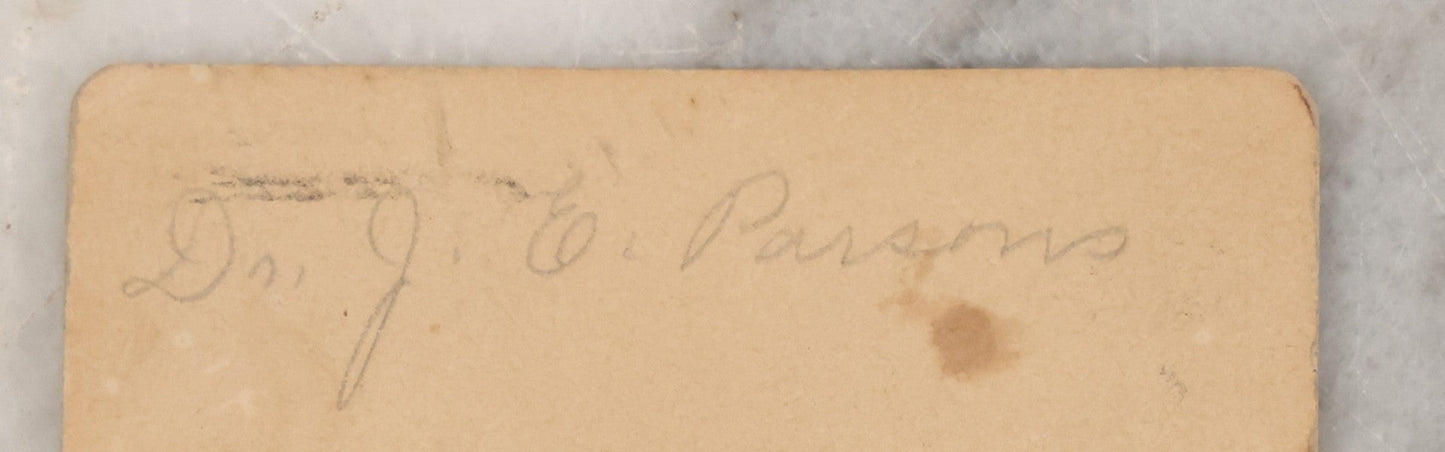 Dr. J. E. Parsons